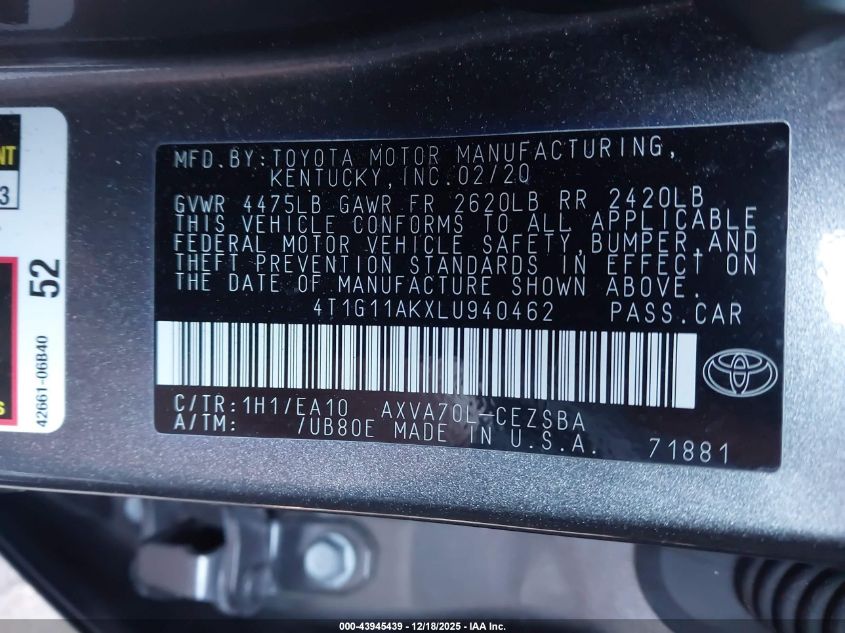 NT
3
52
42661-06B40
MFD.BY:TOYOTA MOTOR MANUFACTURING,
KENTUCKY,INC.02/20
GVWR 4475LB GAWR FR 2620LB RR 2420LB
THIS VEHICLE CONFORMS TO ALL APPLICABLE
FEDERAL MOTOR VEHICLE SAFETY,BUMPER,AND
THEFT PREVENTION STANDARDS IN EFFECT ON
THE DATE OF MANUFACTURE SHOWN ABOVE.
4T1G11AKXLU940462 PASS.CAR
C/TR:1H1/EA10 AXVA70L-CEZSBA
A/TM: /UB80E MADE IN U.S.A. 71881
000-43945439 - 12/18/2025 - IAA Inc.